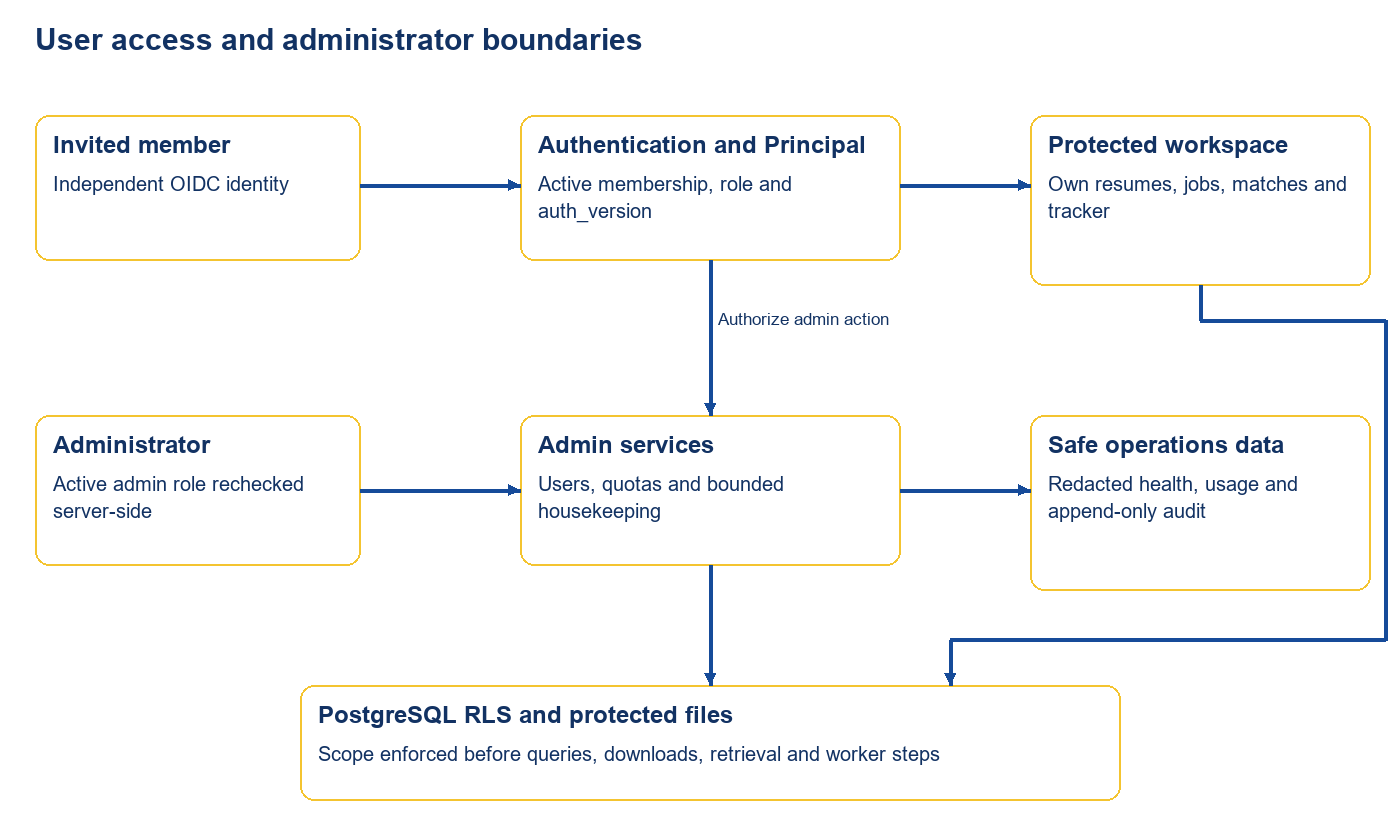 User access and administrator boundaries
Invited member
Independent OIDC identity
Authentication and Principal
Active membership, role and
auth_version
Protected workspace
Own resumes, jobs, matches and
tracker
Authorize admin action
Administrator
Active admin role rechecked
server-side
Admin services
Users, quotas and bounded
housekeeping
Safe operations data
Redacted health, usage and
append-only audit
PostgreSQL RLS and protected files
Scope enforced before queries, downloads, retrieval and worker steps